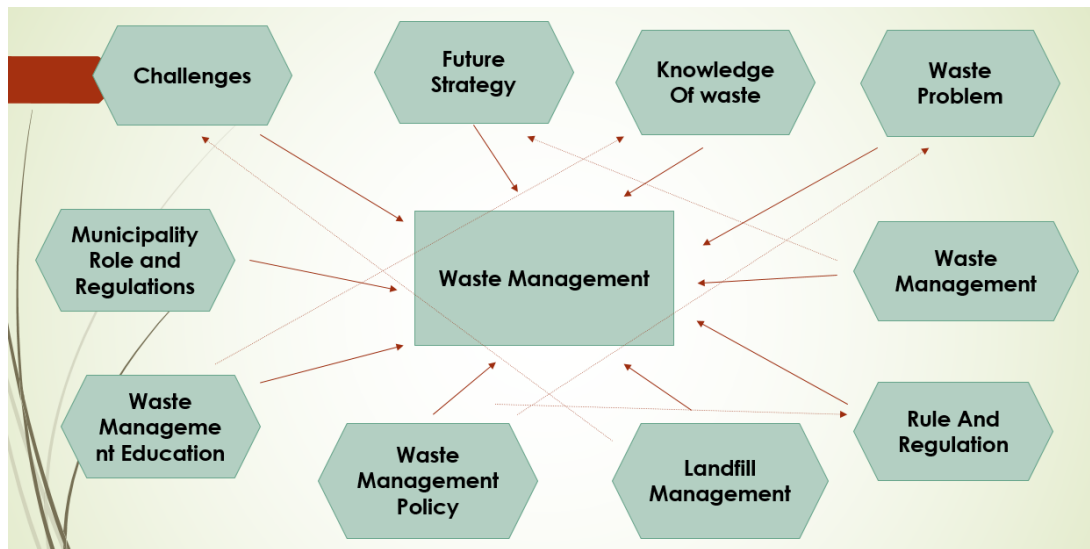 Challenges
Future
Strategy
Knowledge
Of waste
Waste
Problem
Municipality
Role and
Regulations
Waste Management
Waste
Management
Waste
Manageme
nt Education
Waste
Management
Policy
Landfill
Management
Rule And
Regulation